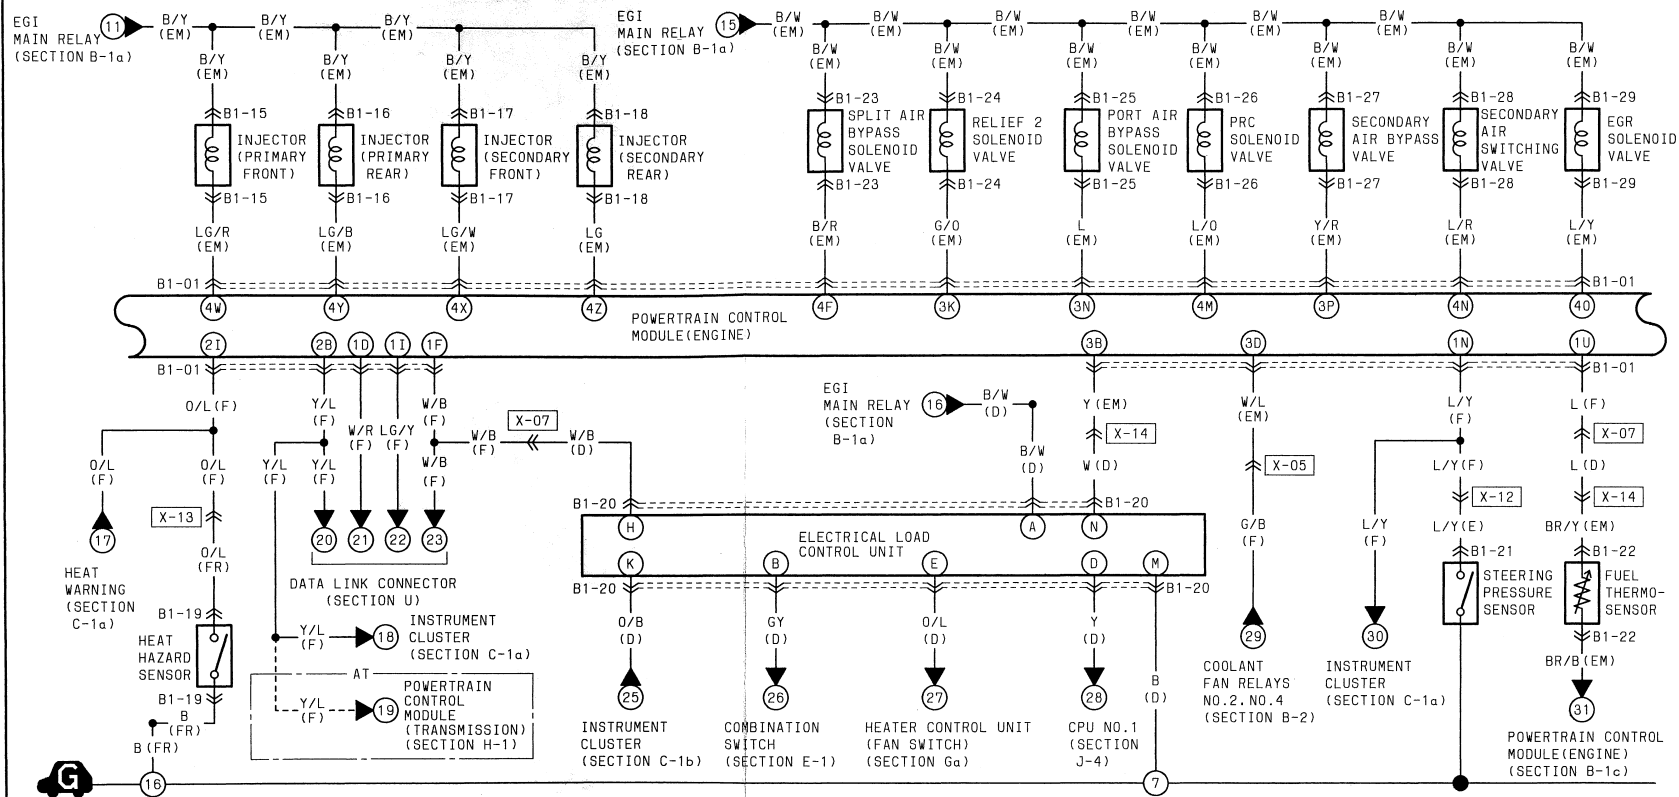 EGI
MAIN RELAY
(SECTION B-1a)
11
B/Y
(EM)
B/Y
(EM)
B/Y
(EM)
EGI
MAIN RELAY
(SECTION B-1a)
15
B/W
(EM)
B/W
(EM)
B/W
(EM)
B/W
(EM)
B/W
(EM)
B/W
(EM)
B/Y
(EM)
B/Y
(EM)
B/Y
(EM)
B/Y
(EM)
B/W
(EM)
B/W
(EM)
B/W
(EM)
B/W
(EM)
B/W
(EM)
B/W
(EM)
B/W
(EM)
B1-15
B1-16
B1-17
B1-18
B1-23
B1-24
B1-25
B1-26
B1-27
B1-28
B1-29
INJECTOR
(PRIMARY
FRONT)
INJECTOR
(PRIMARY
REAR)
INJECTOR
(SECONDARY
FRONT)
INJECTOR
(SECONDARY
REAR)
SPLIT AIR
BYPASS
SOLENOID
VALVE
RELIEF 2
SOLENOID
VALVE
PORT AIR
BYPASS
SOLENOID
VALVE
PRC
SOLENOID
VALVE
SECONDARY
AIR BYPASS
VALVE
SECONDARY
AIR
SWITCHING
VALVE
EGR
SOLENOID
VALVE
B1-15
B1-16
B1-17
B1-18
B1-23
B1-24
B1-25
B1-26
B1-27
B1-28
B1-29
LG/R
(EM)
LG/B
(EM)
LG/W
(EM)
LG
(EM)
B/R
(EM)
G/O
(EM)
L
(EM)
L/O
(EM)
Y/R
(EM)
L/R
(EM)
L/Y
(EM)
B1-01
B1-01
4W
4Y
4X
4Z
4F
3K
3N
4M
3P
4N
4O
POWERTRAIN CONTROL
MODULE(ENGINE)
2I
2B
1D
1I
1F
3B
3D
1N
1U
B1-01
B1-01
O/L(F)
Y/L
(F)
W/R
(F)
LG/Y
(F)
W/B
(F)
X-07
W/B
(F)
W/B
(D)
W/B
(F)
EGI
MAIN RELAY
(SECTION
B-1a)
16
B/W
(D)
B/W
(D)
Y(EM)
X-14
W(D)
W/L
(EM)
X-05
G/B
(F)
L/Y
(F)
L/Y(F)
X-12
L/Y(E)
L/Y
(F)
L(F)
X-07
L(D)
X-14
BR/Y(EM)
O/L
(F)
O/L
(F)
Y/L
(F)
Y/L
(F)
X-13
17
HEAT
WARNING
(SECTION
C-1a)
O/L
(FR)
20
21
22
23
DATA LINK CONNECTOR
(SECTION U)
B1-20
B1-20
H
A
N
ELECTRICAL LOAD
CONTROL UNIT
K
B
E
D
M
B1-20
B1-20
B1-21
STEERING
PRESSURE
SENSOR
B1-22
FUEL
THERMO-
SENSOR
B1-22
BR/B(EM)
B1-19
HEAT
HAZARD
SENSOR
B1-19
B
(FR)
B(FR)
Y/L
(F)
18
INSTRUMENT
CLUSTER
(SECTION C-1a)
AT
Y/L
(F)
19
POWERTRAIN
CONTROL
MODULE
(TRANSMISSION)
(SECTION H-1)
O/B
(D)
GY
(D)
O/L
(D)
Y
(D)
B
(D)
25
INSTRUMENT
CLUSTER
(SECTION C-1b)
26
COMBINATION
SWITCH
(SECTION E-1)
27
HEATER CONTROL UNIT
(FAN SWITCH)
(SECTION Ga)
28
CPU NO.1
(SECTION
J-4)
29
COOLANT
FAN RELAYS
NO.2.NO.4
(SECTION B-2)
30
INSTRUMENT
CLUSTER
(SECTION C-1a)
31
POWERTRAIN CONTROL
MODULE(ENGINE)
(SECTION B-1c)
G
16
7